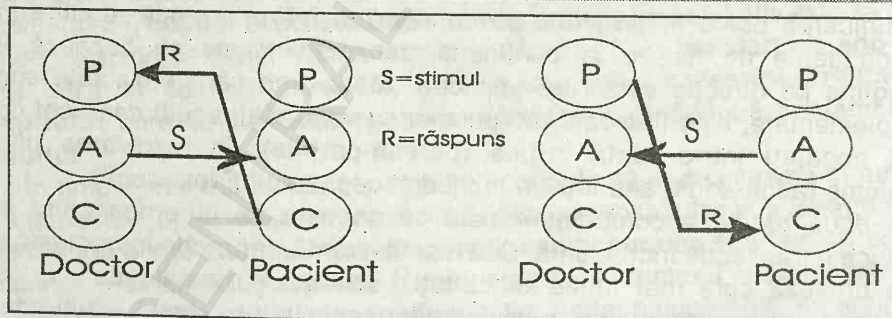 P P S=stimul P P
R
A S A R=răspuns A S A
C C C R C
Doctor Pacient Doctor Pacient